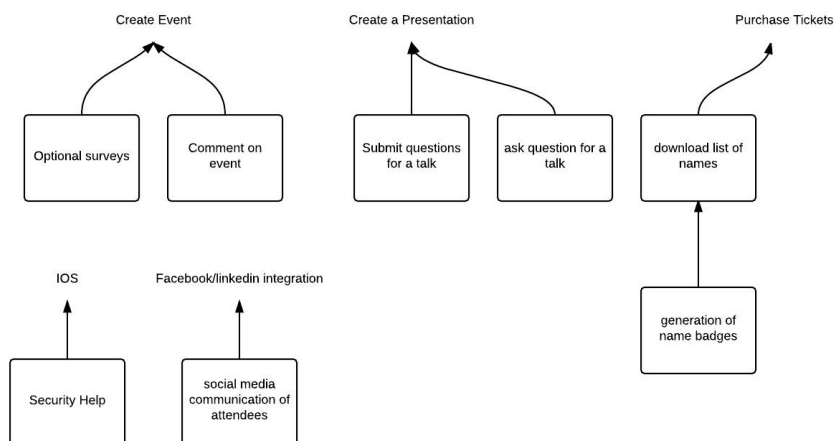 Create Event
Create a Presentation
Purchase Tickets
Optional surveys
Comment on
event
Submit questions
for a talk
ask question for a
talk
download list of
names
IOS
Facebook/linkedin integration
generation of
name badges
Security Help
social media
communication of
attendees